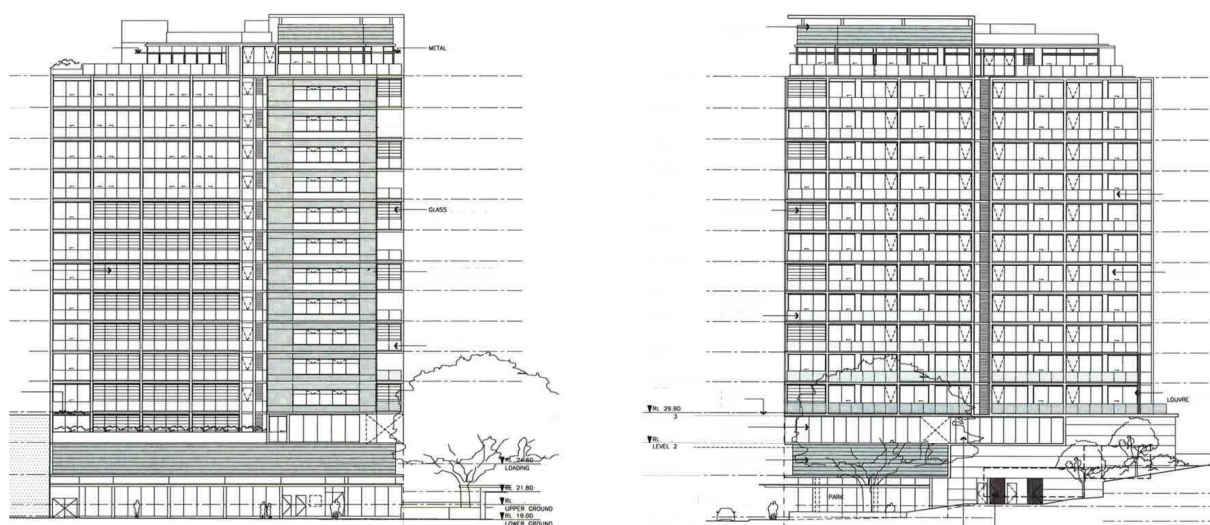 METAL
GLASS
RL 24.60
LOADING
RL 21.80
RL
UPPER GROUND
RL 19.00
LOWER GROUND
RL 29.90
3
RL
LEVEL 2
LOUVRE
PARK